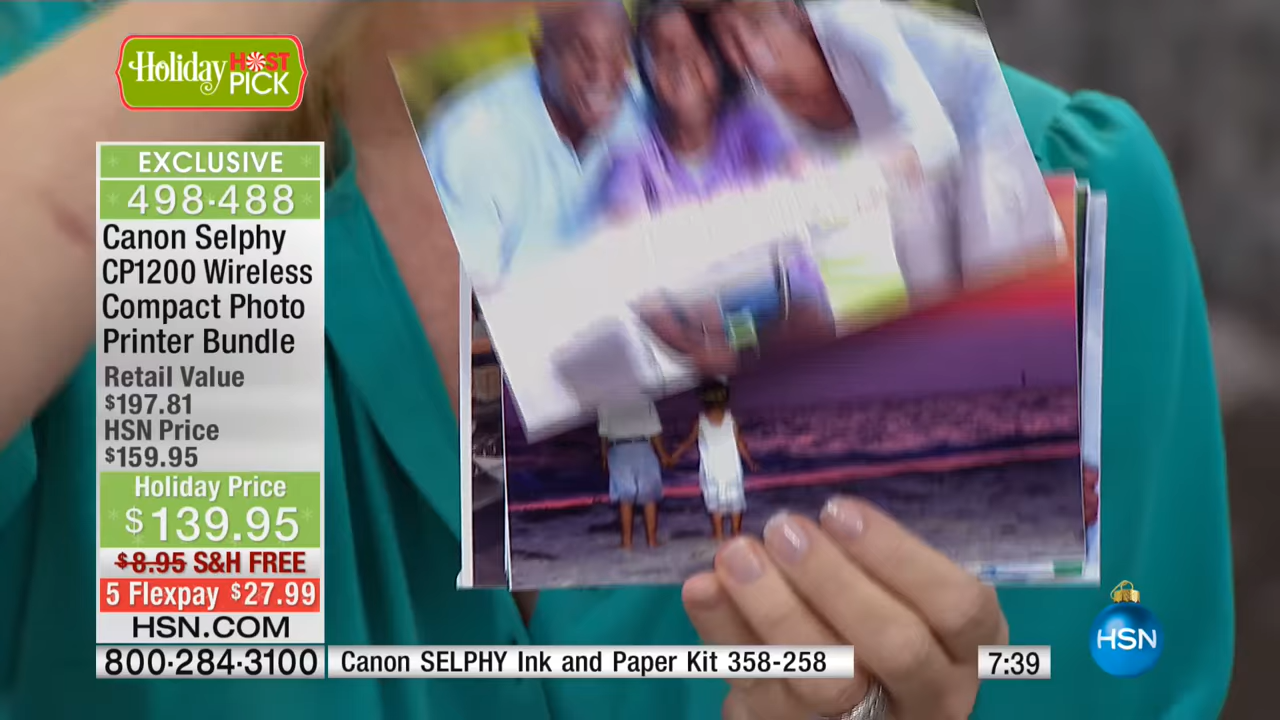 Holiday HOST
PICK
EXCLUSIVE
498·488
Canon Selphy
CP1200 Wireless
Compact Photo
Printer Bundle
Retail Value
$197.81
HSN Price
$159.95
Holiday Price
$139.95
$8.95 S&H FREE
5 Flexpay $27.99
HSN.COM
800·284·3100
Canon SELPHY Ink and Paper Kit 358-258
7:39
HSN